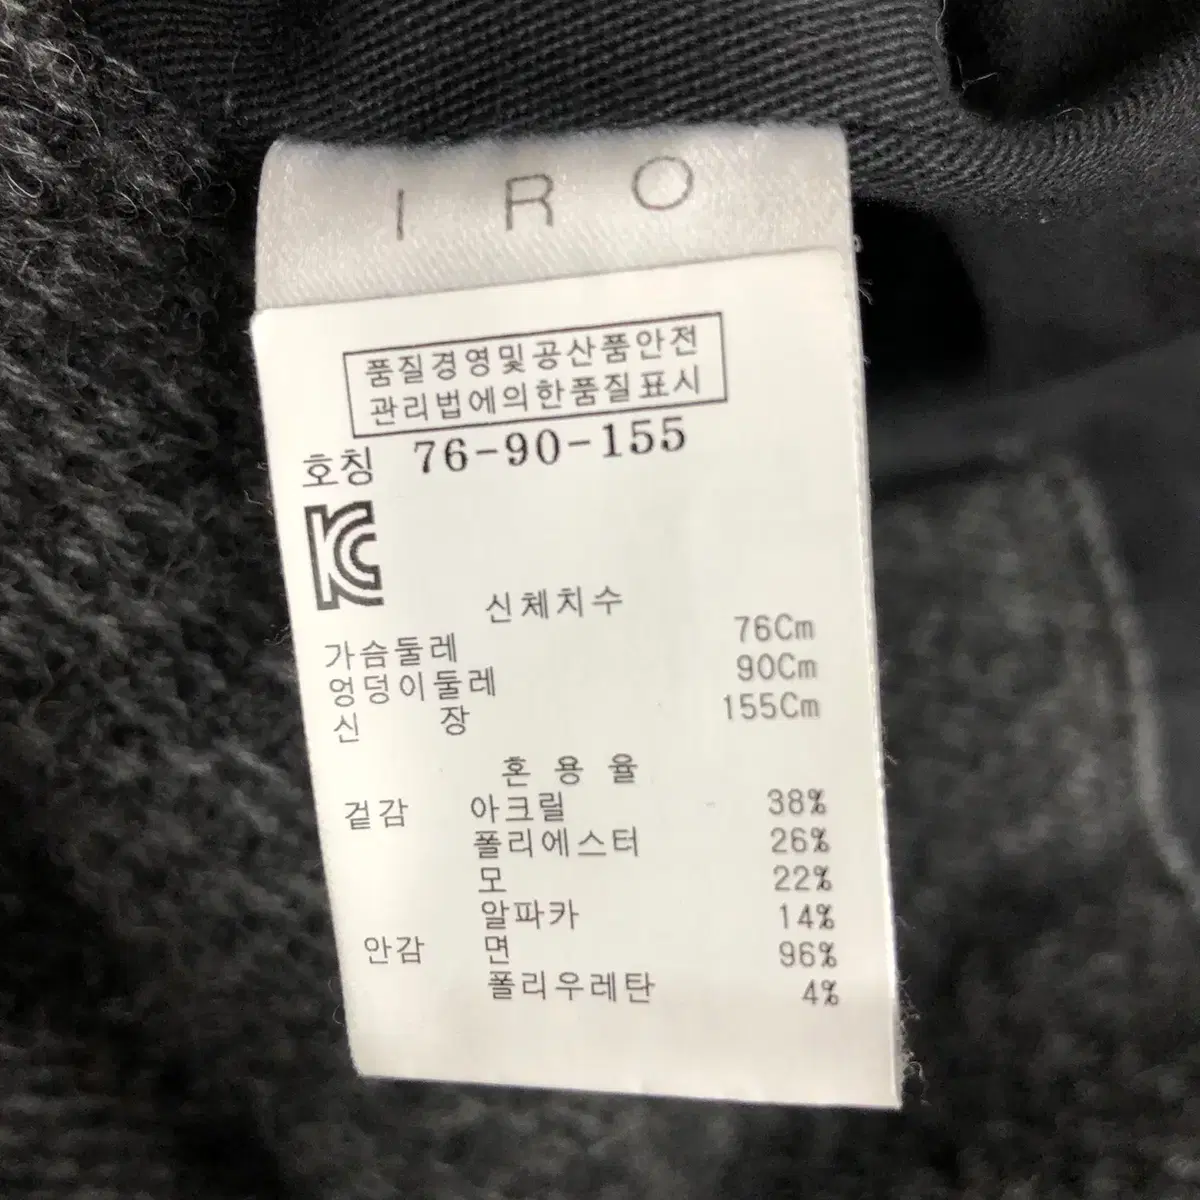 IRO
품질경영및공산품안전
관리법에의한품질표시
호칭 76-90-155
신체치수
가슴둘레 76Cm
엉덩이둘레 90Cm
신 장 155Cm
혼 용 율
겉감 아크릴 38%
폴리에스터 26%
모 22%
알파카 14%
안감 면 96%
폴리우레탄 4%